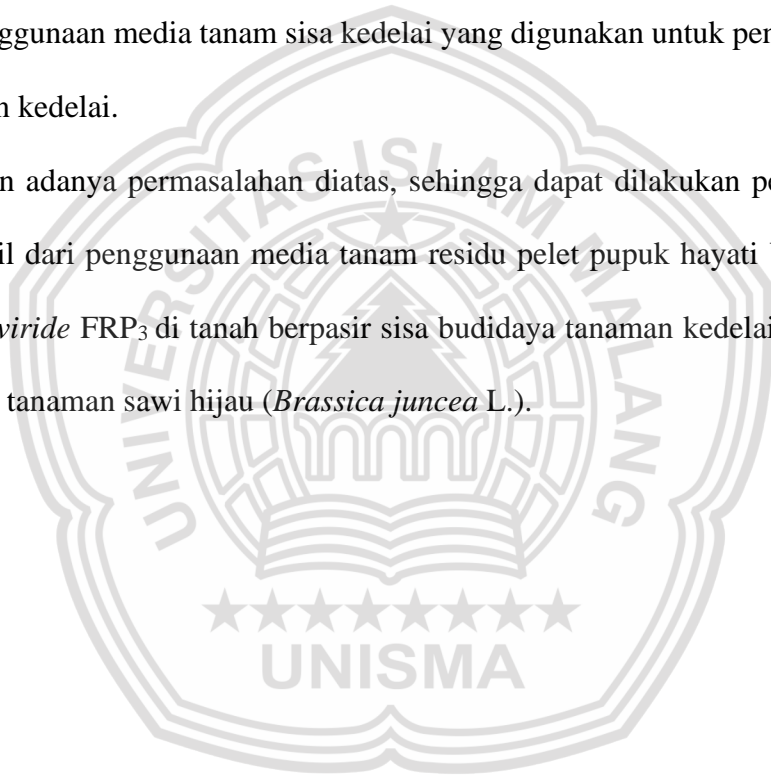 ggunaan media tanam sisa kedelai yang digunakan untuk per
n kedelai.
n adanya permasalahan diatas, sehingga dapat dilakukan pe
il dari penggunaan media tanam residu pelet pupuk hayati
viride FRP₃ di tanah berpasir sisa budidaya tanaman kedelai
tanaman sawi hijau (Brassica juncea L.).
UNIVERSITAS ISLAM MALANG
UNISMA